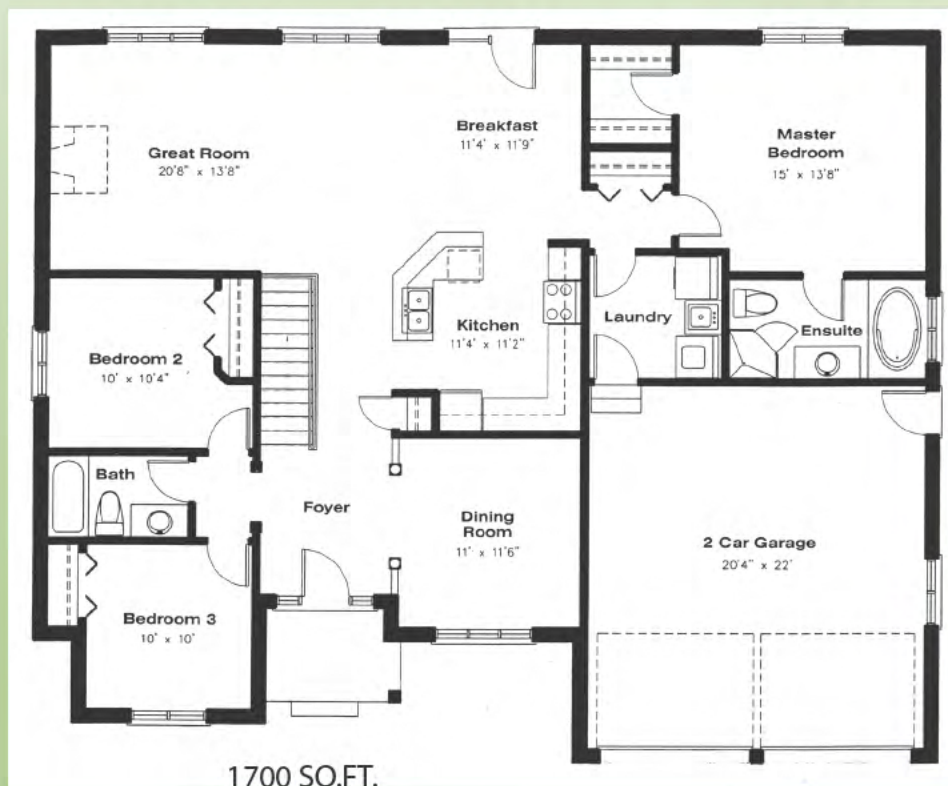 Great Room
20'8" x 13'8"
Breakfast
11'4" x 11'9"
Master
Bedroom
15' x 13'8"
Bedroom 2
10' x 10'4"
Kitchen
11'4" x 11'2"
Laundry
Ensuite
Bath
Foyer
Dining
Room
11' x 11'6"
2 Car Garage
20'4" x 22'
Bedroom 3
10' x 10'
1700 SQ.FT.